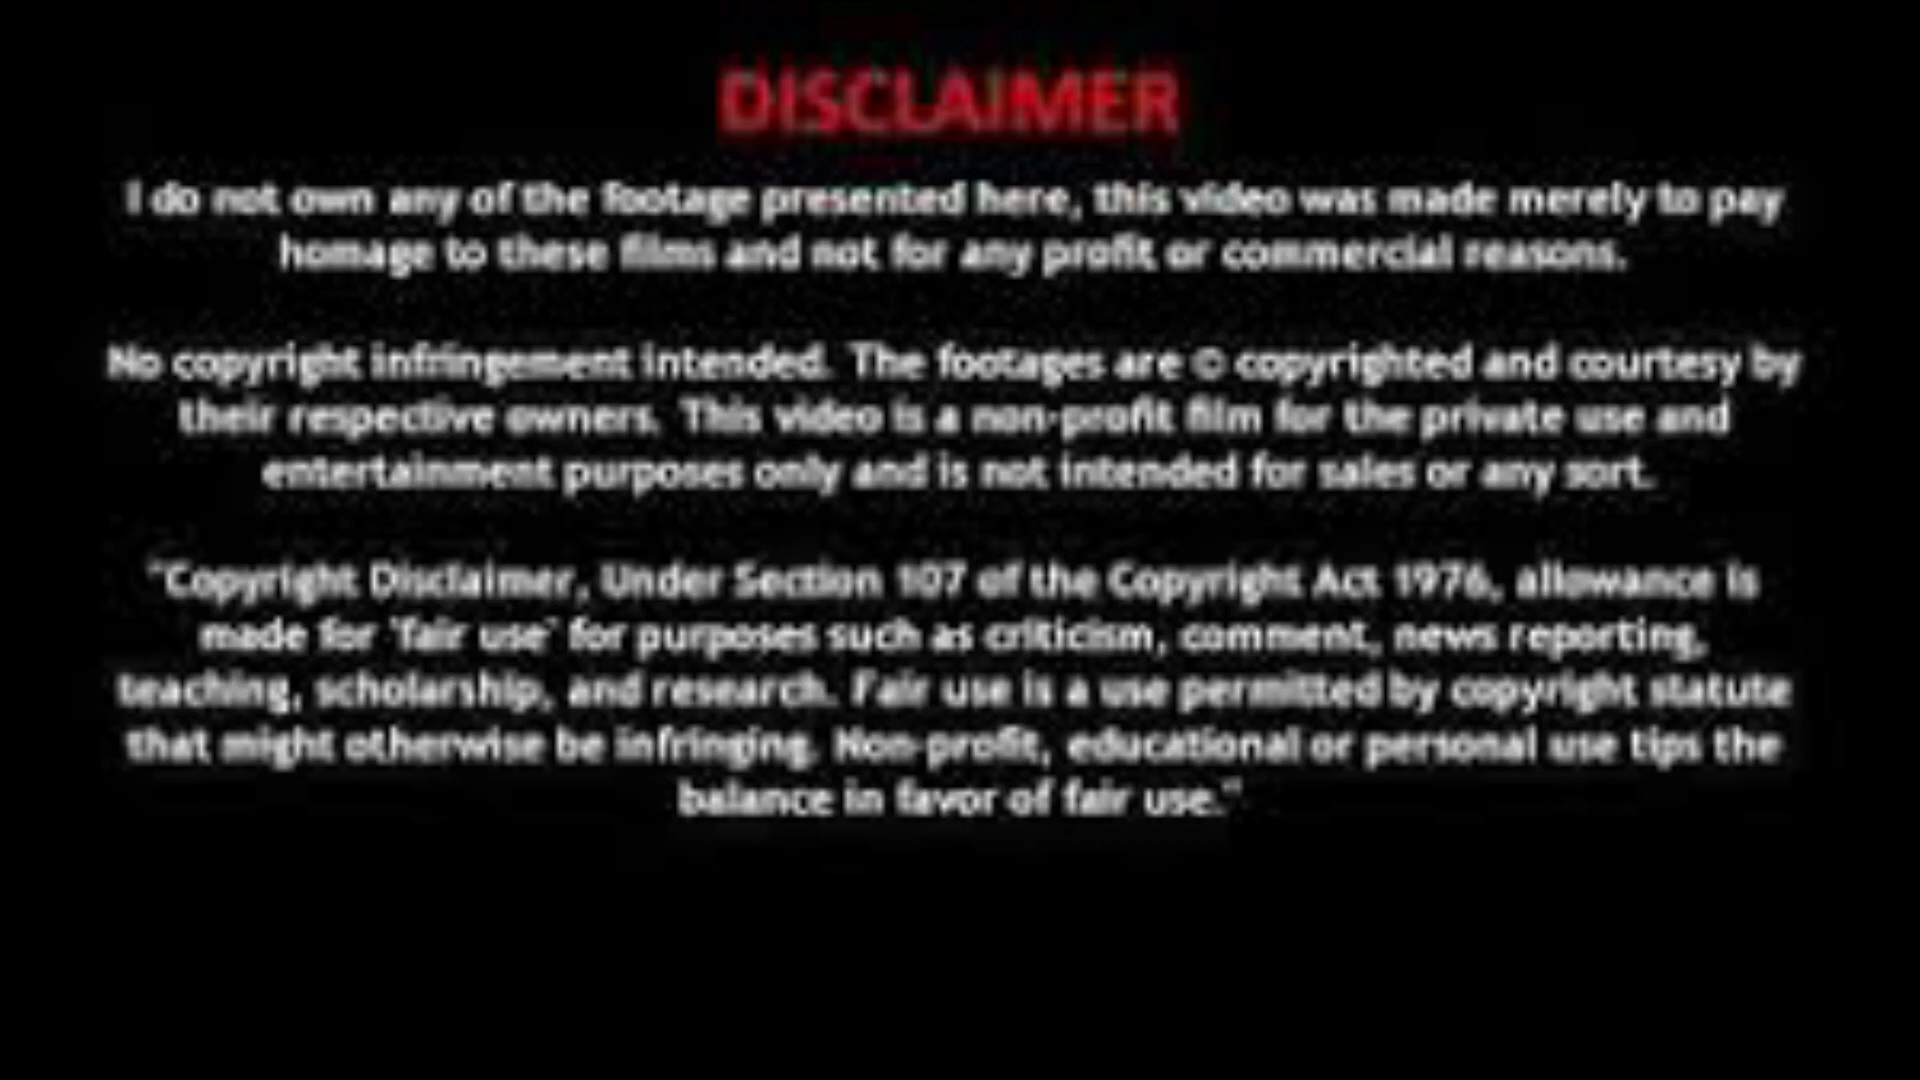 DISCLAIMER
I do not own any of the footage presented here, this video was made merely to pay
homage to these films and not for any profit or commercial reasons.
No copyright infringement intended. The footages are © copyrighted and courtesy by
their respective owners. This video is a non-profit film for the private use and
entertainment purposes only and is not intended for sales or any sort.
"Copyright Disclaimer, Under Section 107 of the Copyright Act 1976, allowance is
made for 'fair use' for purposes such as criticism, comment, news reporting,
teaching, scholarship, and research. Fair use is a use permitted by copyright statute
that might otherwise be infringing. Non-profit, educational or personal use tips the
balance in favor of fair use."